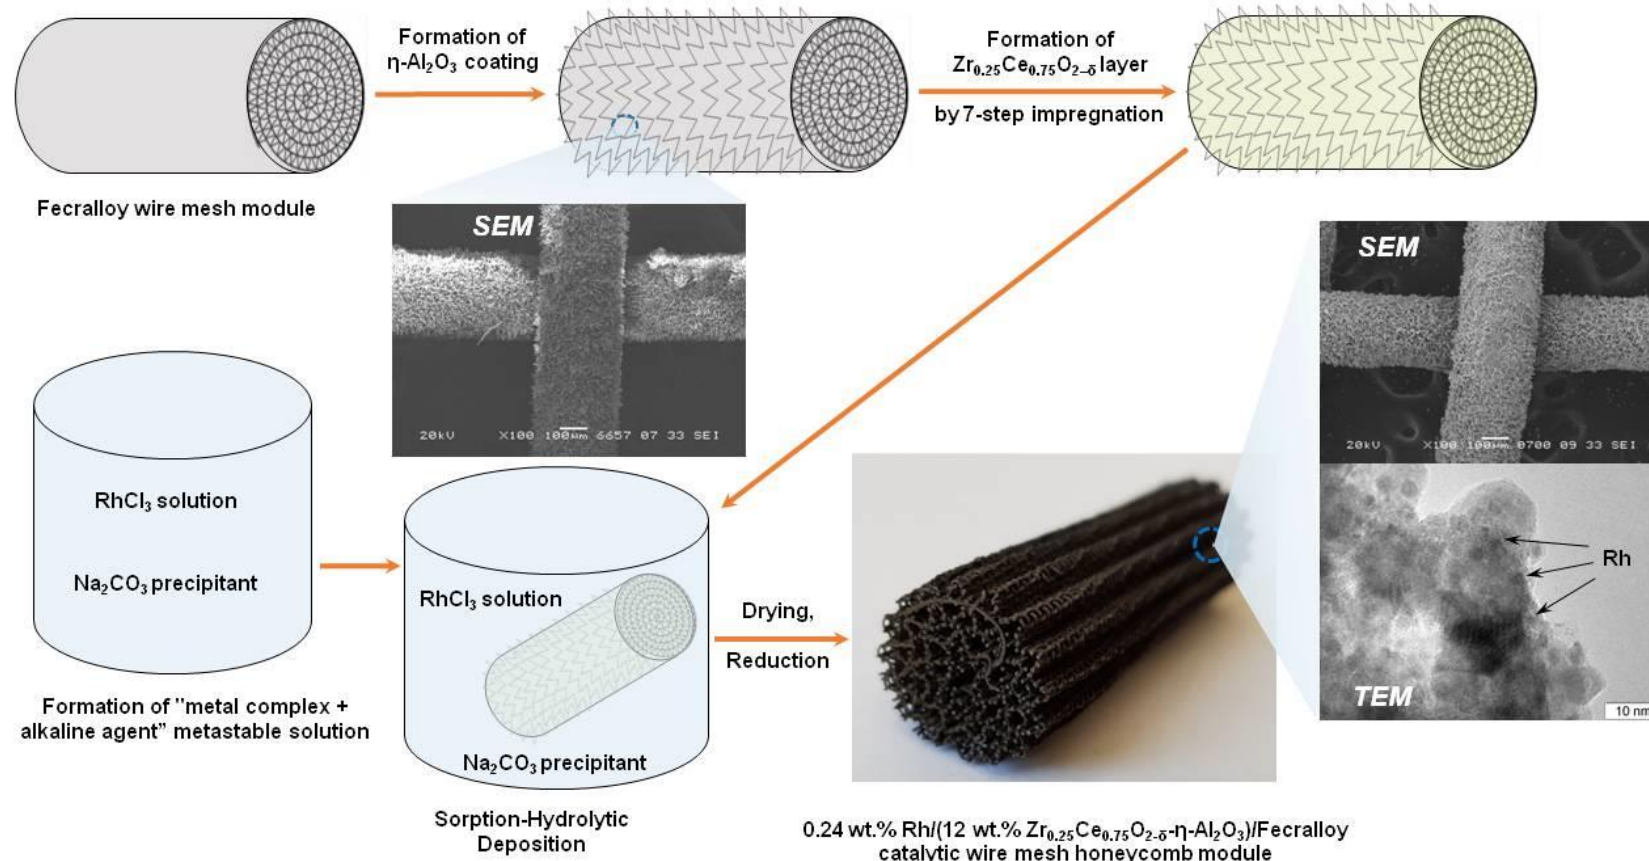 Formation of
η-Al₂O₃ coating
Formation of
Zr₀.₂₅Ce₀.₇₅O₂₋δ layer
by 7-step impregnation
Fecralloy wire mesh module
SEM
20kV X100 100μm 6657 07 33 SEI
SEM
20kV X100 100μm 0700 09 33 SEI
RhCl₃ solution
Na₂CO₃ precipitant
Formation of "metal complex +
alkaline agent” metastable solution
RhCl₃ solution
Na₂CO₃ precipitant
Sorption-Hydrolytic
Deposition
Drying,
Reduction
Rh
TEM
10 nm
0.24 wt.% Rh/(12 wt.% Zr₀.₂₅Ce₀.₇₅O₂₋δ-η-Al₂O₃)/Fecralloy
catalytic wire mesh honeycomb module